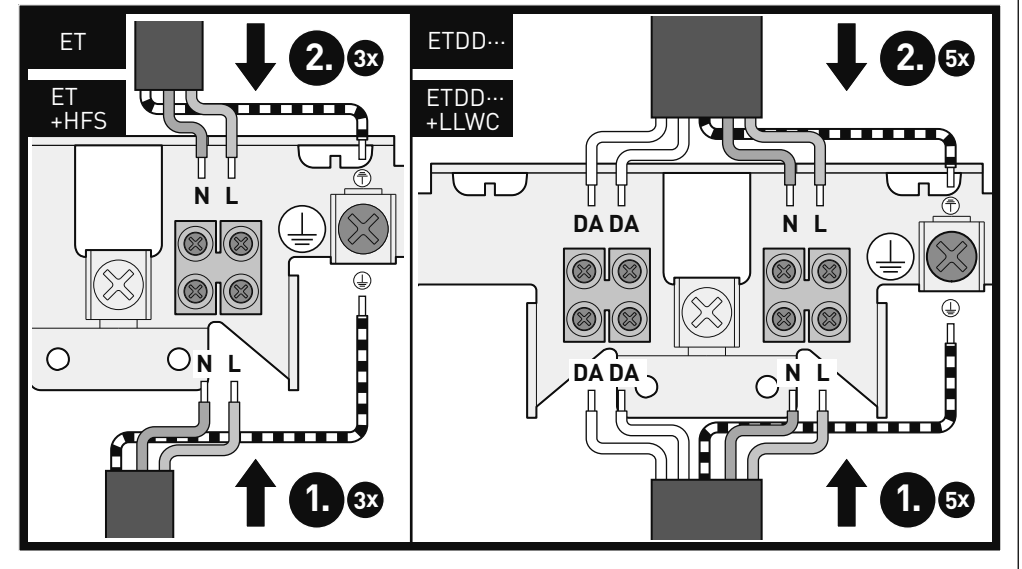 ET
2. 3x
ET
+HFS
N L
N L
1. 3x
ETDD···
2. 5x
ETDD···
+LLWC
DA DA N L
DA DA N L
1. 5x